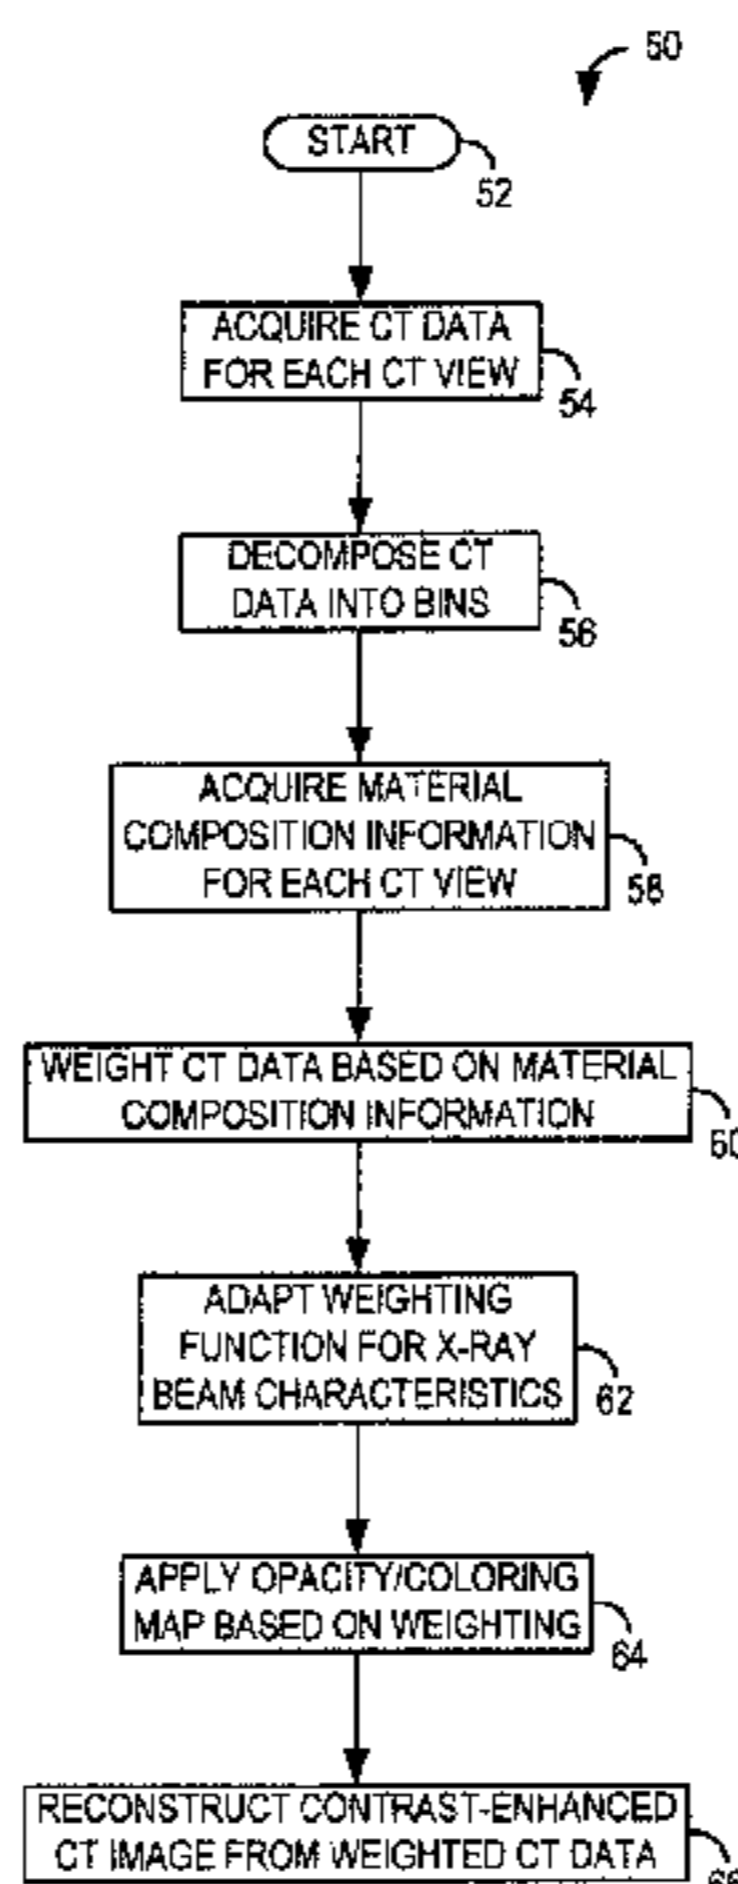 50
START
52
ACQUIRE CT DATA
FOR EACH CT VIEW
54
DECOMPOSE CT
DATA INTO BINS
56
ACQUIRE MATERIAL
COMPOSITION INFORMATION
FOR EACH CT VIEW
58
WEIGHT CT DATA BASED ON MATERIAL
COMPOSITION INFORMATION
60
ADAPT WEIGHTING
FUNCTION FOR X-RAY
BEAM CHARACTERISTICS
62
APPLY OPACITY/COLORING
MAP BASED ON WEIGHTING
64
RECONSTRUCT CONTRAST-ENHANCED
CT IMAGE FROM WEIGHTED CT DATA